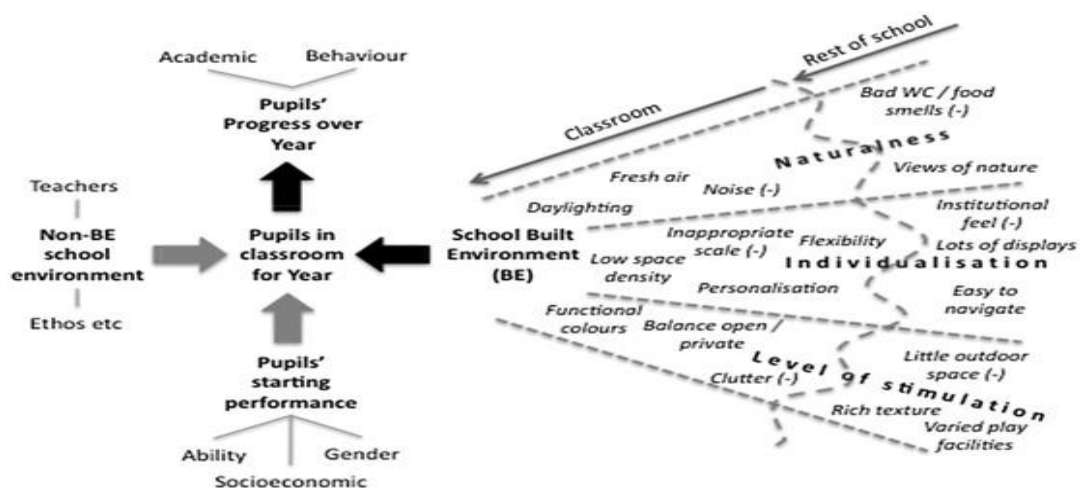 Academic
Behaviour
Pupils'
Progress over
Year
Teachers
Non-BE
school
environment
Ethos etc
Pupils in
classroom
for Year
Pupils'
starting
performance
Ability
Gender
Socioeconomic
School Built
Environment
(BE)
Classroom
Rest of school
Bad WC / food
smells (-)
Naturalness
Fresh air
Noise (-)
Views of nature
Daylighting
Institutional
feel (-)
Inappropriate
scale (-)
Flexibility
Lots of displays
Individualisation
Low space
density
Personalisation
Easy to
navigate
Functional
colours
Balance open /
private
Level of stimulation
Little outdoor
space (-)
Clutter (-)
Rich texture
Varied play
facilities